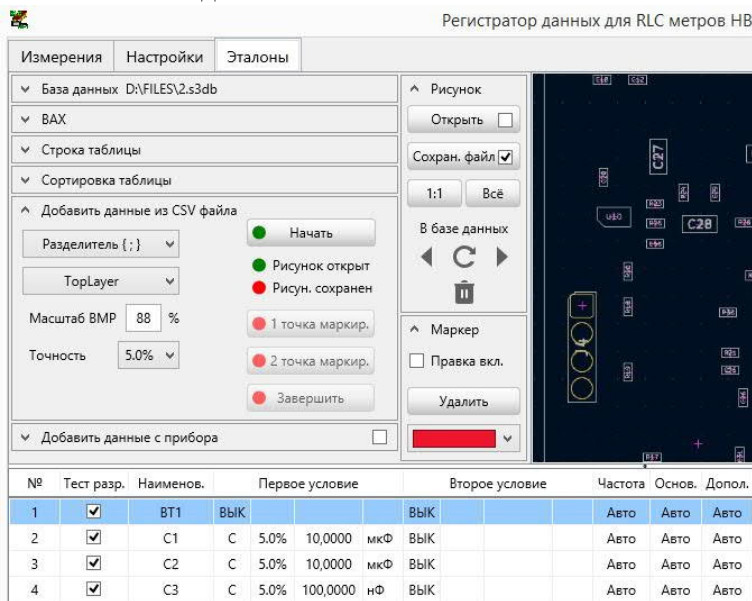 Регистратор данных для RLC метров HB
Измерения Настройки Эталоны
База данных D:\FILES\2.s3db
ВАХ
Строка таблицы
Сортировка таблицы
Добавить данные из CSV файла
Разделитель { ; }
Начать
TopLayer
Рисунок открыт
Рисун. сохранен
Масштаб BMP 88 %
1 точка маркир.
Точность 5.0%
2 точка маркир.
Завершить
Добавить данные с прибора
Рисунок
Открыть
Сохран. файл
1:1 Всё
В базе данных
Маркер
Правка вкл.
Удалить
C27
C28
J4
№ Тест разр. Наименов. Первое условие Второе условие Частота Основ. Допол.
1 BT1 ВЫК ВЫК Авто Авто Авто
2 C1 C 5.0% 10,0000 мкФ ВЫК Авто Авто Авто
3 C2 C 5.0% 10,0000 мкФ ВЫК Авто Авто Авто
4 C3 C 5.0% 100,0000 нФ ВЫК Авто Авто Авто